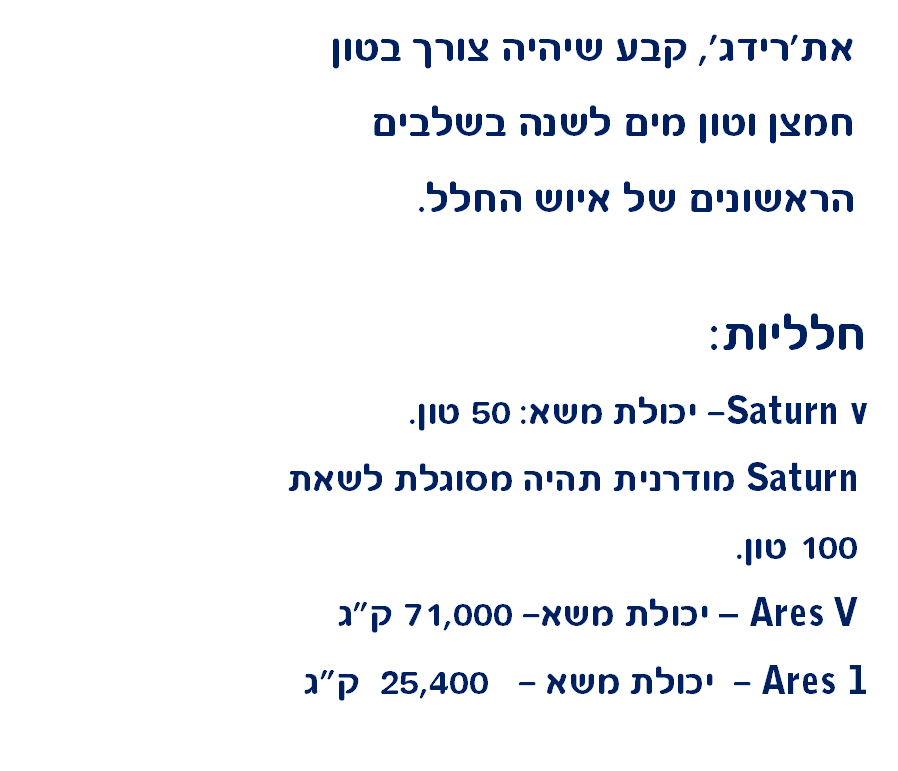 את'רידג', קבע שיהיה צורך בטון
חמצן וטון מים לשנה בשלבים
הראשונים של איוש החלל.
חלליות:
Saturn v– יכולת משא: 50 טון.
Saturn מודרנית תהיה מסוגלת לשאת
100 טון.
Ares V – יכולת משא– 71,000 ק"ג
Ares 1 – יכולת משא – 25,400 ק"ג